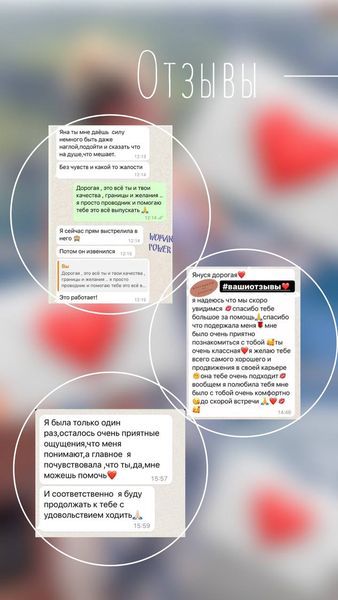 Отзывы
Яна ты мне даёшь силу
немного быть даже
наглой,подойти и сказать что
на душе,что мешает.
12:13
Без чувств и какой то жалости
12:14
Дорогая , это всё ты и твои
качества , границы и желания ..
я просто проводник и помогаю
тебе это всё выпускать 🙏
12:14
Я сейчас прям выстрелила в
него 🙊
12:14
WOMAN
POWER
Потом он извенился
12:15
Вы
Дорогая , это всё ты и твои качества ,
границы и желания .. я просто
проводник и помогаю тебе это всё в...
Это работает!
12:15
Януся дорогая❤️
#вашиотзывы❤️
я надеюсь что мы скоро
увидимся 💋спасибо тебе
большое за помощь🙏спасибо
что подержала меня🌹мне
было очень приятно
познакомиться с тобой 🥰ты
очень классная❤️я желаю тебе
всего самого хорошего и
продвижения в своей карьере
👏она тебе очень подходит💋
вообщем я полюбила тебя мне
было с тобой очень комфортно
👍до скорой встречи 🙏❤️💋
🥰
14:46
Я была только один
раз,осталось очень приятные
ощущения,что меня
понимают,а главное я
почувствовала ,что ты,да,мне
можешь помочь❤️
15:57
И соответственно я буду
продолжать к тебе с
удовольствием ходить🙏🏻
15:59